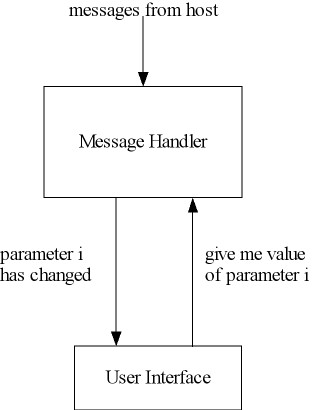 messages from host
Message Handler
parameter i
has changed
give me value
of parameter i
User Interface